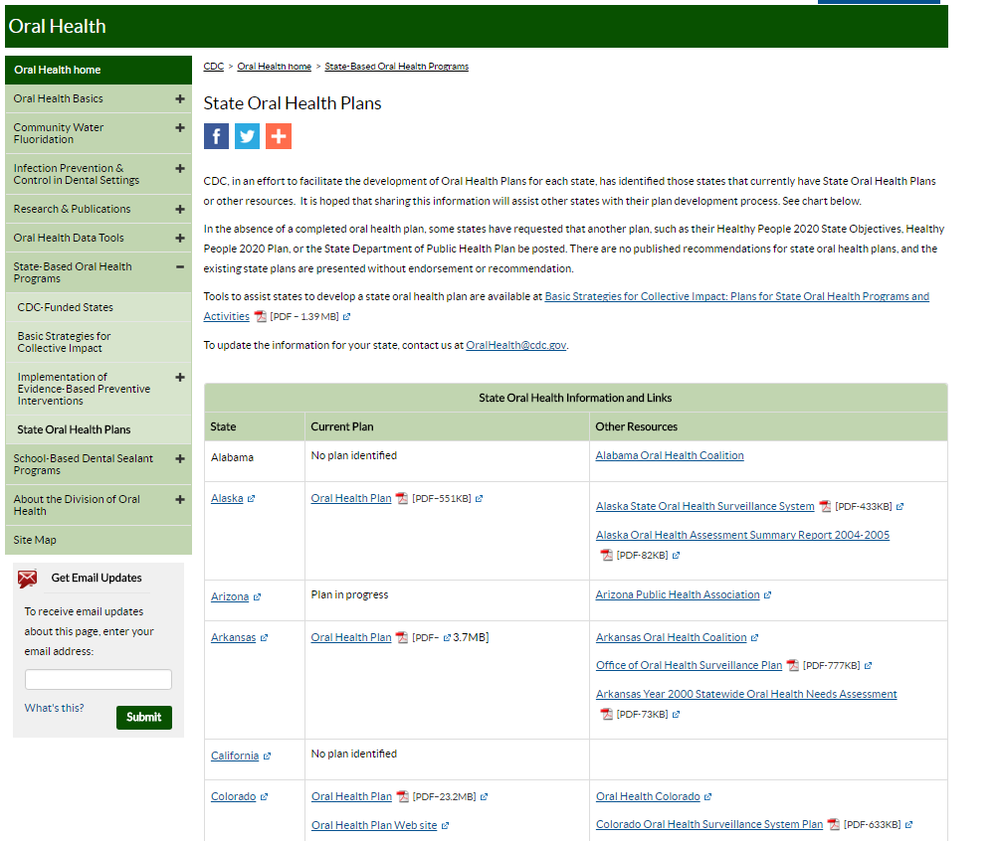 Oral Health
Oral Health home
Oral Health Basics
Community Water
Fluoridation
Infection Prevention &
Control in Dental Settings
Research & Publications
Oral Health Data Tools
State-Based Oral Health
Programs
CDC-Funded States
Basic Strategies for
Collective Impact
Implementation of
Evidence-Based Preventive
Interventions
State Oral Health Plans
School-Based Dental Sealant
Programs
About the Division of Oral
Health
Site Map
Get Email Updates
To receive email updates
about this page, enter your
email address:
What's this?
Submit
CDC > Oral Health home > State-Based Oral Health Programs
State Oral Health Plans
CDC, in an effort to facilitate the development of Oral Health Plans for each state, has identified those states that currently have State Oral Health Plans
or other resources. It is hoped that sharing this information will assist other states with their plan development process. See chart below.
In the absence of a completed oral health plan, some states have requested that another plan, such as their Healthy People 2020 State Objectives, Healthy
People 2020 Plan, or the State Department of Public Health Plan be posted. There are no published recommendations for state oral health plans, and the
existing state plans are presented without endorsement or recommendation.
Tools to assist states to develop a state oral health plan are available at Basic Strategies for Collective Impact: Plans for State Oral Health Programs and
Activities [PDF – 1.39 MB]
To update the information for your state, contact us at OralHealth@cdc.gov.
State Oral Health Information and Links
State Current Plan Other Resources
Alabama No plan identified Alabama Oral Health Coalition
Alaska Oral Health Plan [PDF–551KB] Alaska State Oral Health Surveillance System [PDF-433KB]
Alaska Oral Health Assessment Summary Report 2004-2005
[PDF-82KB]
Arizona Plan in progress Arizona Public Health Association
Arkansas Oral Health Plan [PDF– 3.7MB] Arkansas Oral Health Coalition
Office of Oral Health Surveillance Plan [PDF-777KB]
Arkansas Year 2000 Statewide Oral Health Needs Assessment
[PDF-73KB]
California No plan identified
Colorado Oral Health Plan [PDF–23.2MB] Oral Health Colorado
Oral Health Plan Web site Colorado Oral Health Surveillance System Plan [PDF-633KB]